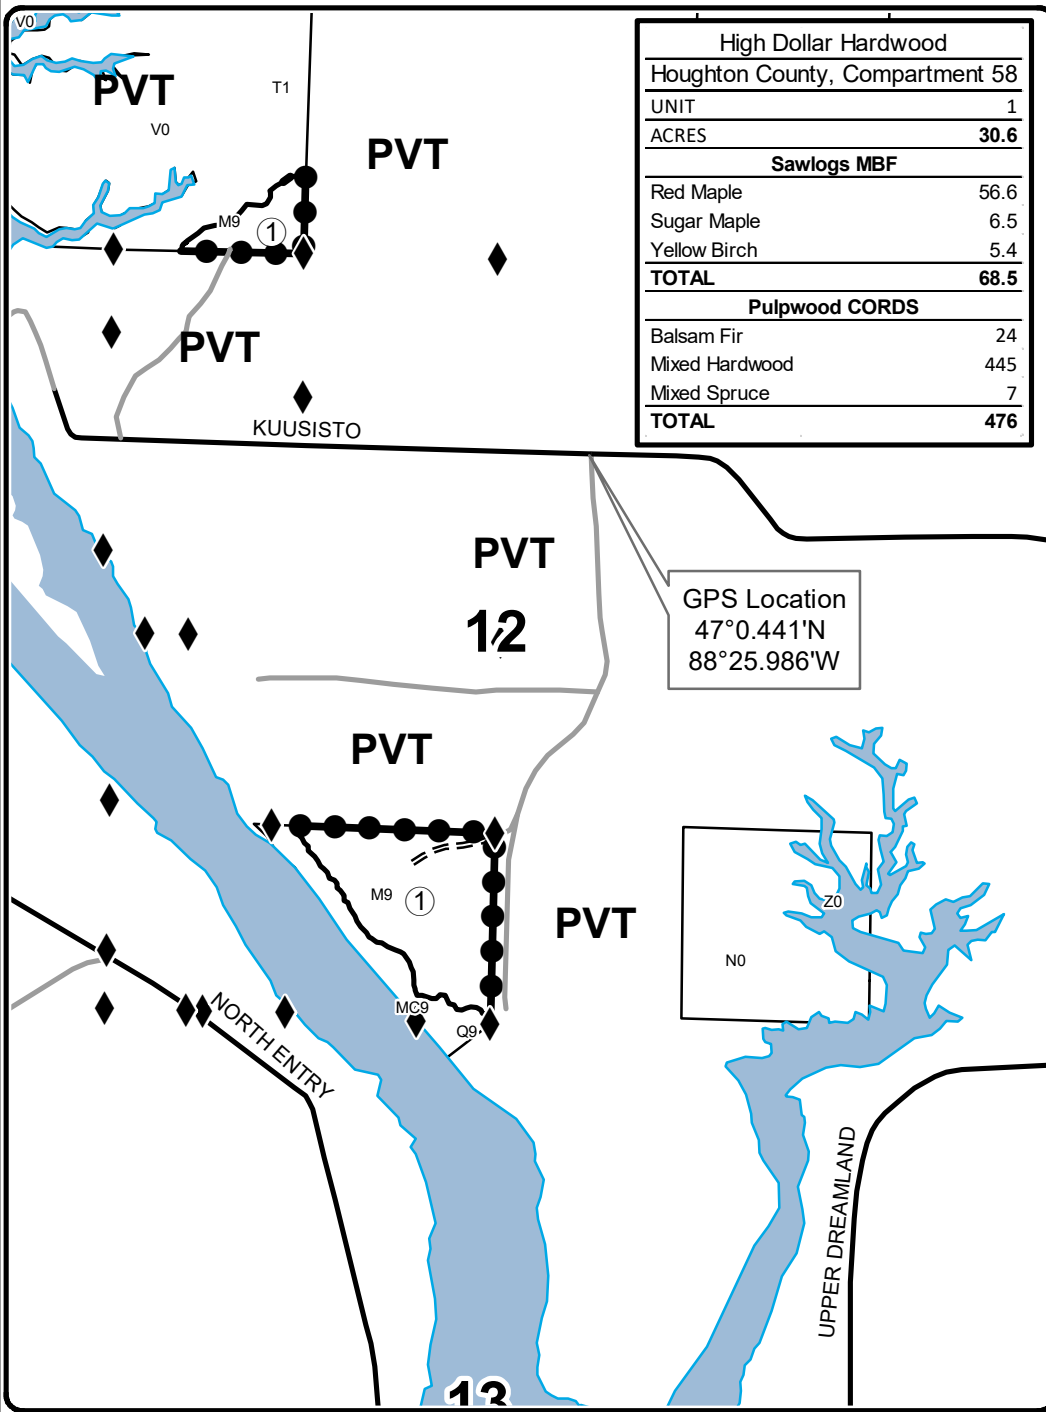 V0
PVT
T1
V0
PVT
M9
1
PVT
KUUSISTO
High Dollar Hardwood
Houghton County, Compartment 58
UNIT 1
ACRES 30.6
Sawlogs MBF
Red Maple 56.6
Sugar Maple 6.5
Yellow Birch 5.4
TOTAL 68.5
Pulpwood CORDS
Balsam Fir 24
Mixed Hardwood 445
Mixed Spruce 7
TOTAL 476
PVT
12
GPS Location
47°0.441'N
88°25.986'W
PVT
M9
1
PVT
Z0
N0
MC9
Q9
NORTH ENTRY
UPPER DREAMLAND
13